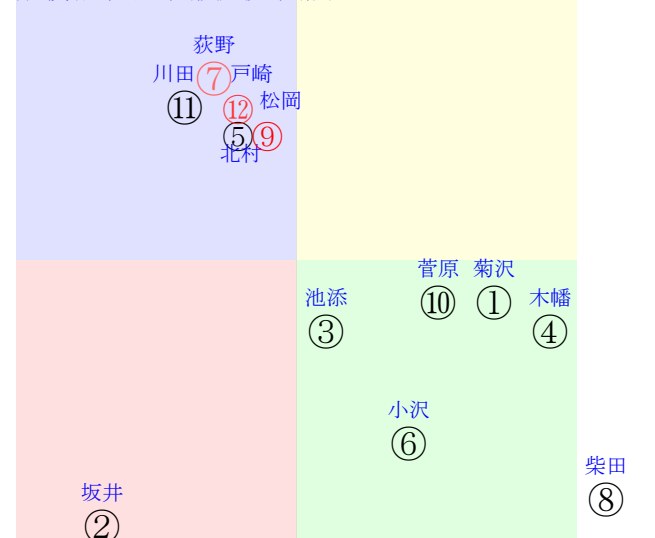 荻野
川田⑦戸崎
⑪ ⑫ 松岡
⑤⑨
北村
菅原 菊沢
池添 ⑩ ① 木幡
③ ④
小沢
⑥
柴田
坂井 ⑧
②